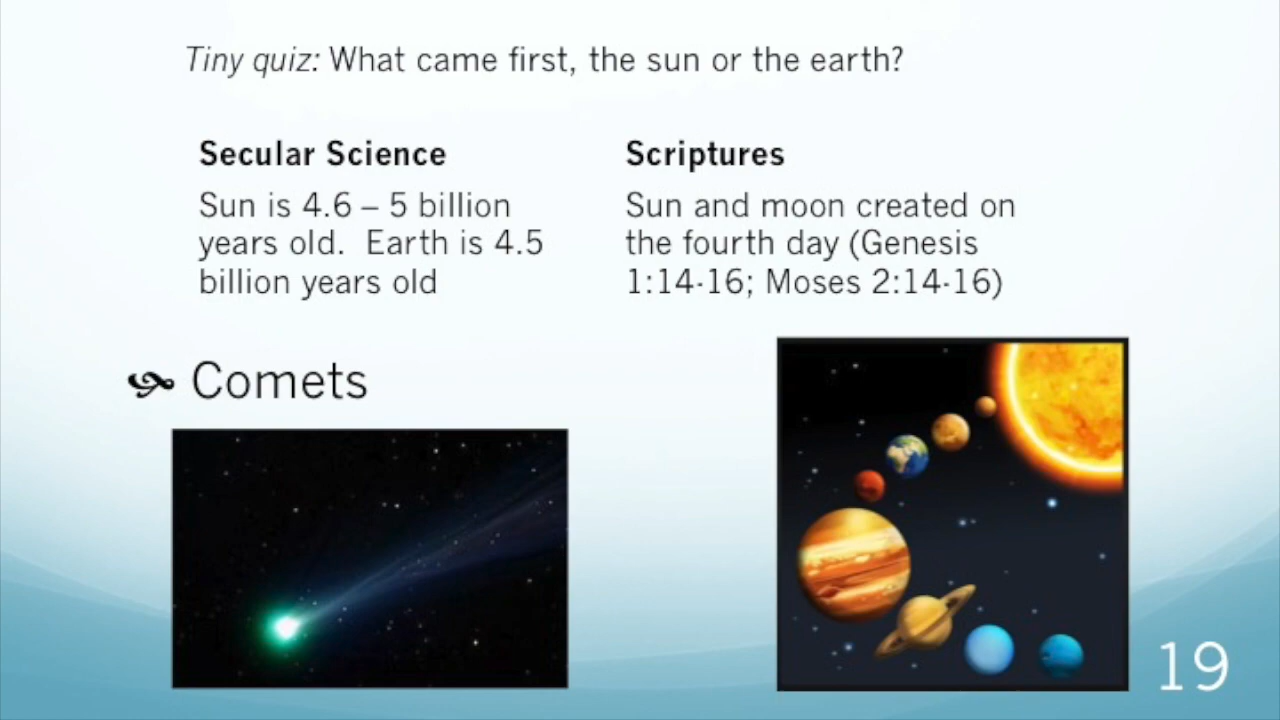 Tiny quiz: What came first, the sun or the earth?
Secular Science
Sun is 4.6 – 5 billion
years old.  Earth is 4.5
billion years old
Scriptures
Sun and moon created on
the fourth day (Genesis
1:14-16; Moses 2:14-16)
Comets
19